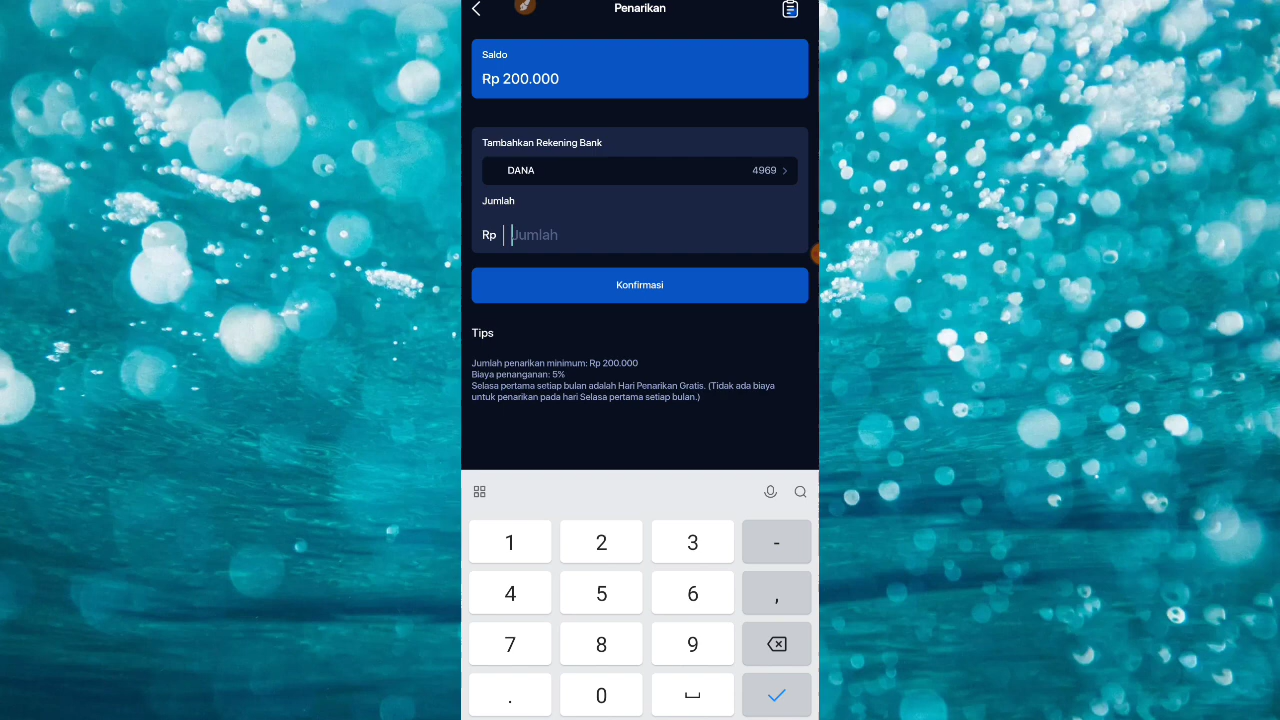 Penarikan
Saldo
Rp 200.000
Tambahkan Rekening Bank
DANA 4969
Jumlah
Rp Jumlah
Konfirmasi
Tips
Jumlah penarikan minimum: Rp 200.000
Biaya penanganan: 5%
Selasa pertama setiap bulan adalah Hari Penarikan Gratis. (Tidak ada biaya
untuk penarikan pada hari Selasa pertama setiap bulan.)
1 2 3 -
4 5 6 ,
7 8 9
. 0